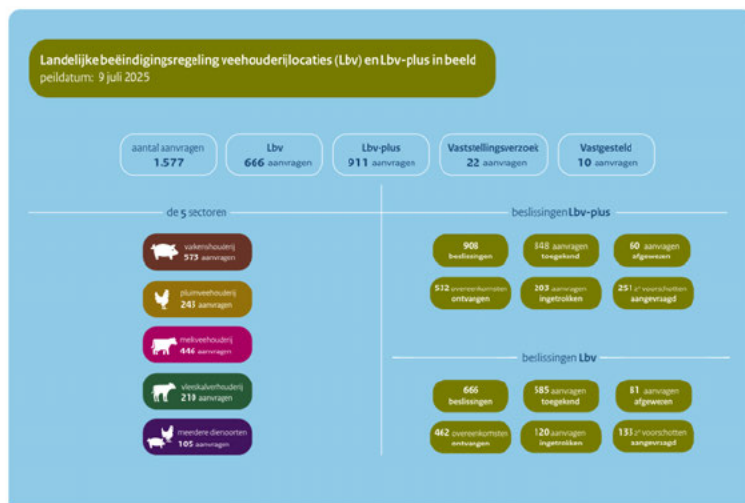 Landelijke beëindigingsregeling veehouderijlocaties (Lbv) en Lbv-plus in beeld
peildatum: 9 juli 2025
aantal aanvragen
1.577
Lbv
666 aanvragen
Lbv-plus
911 aanvragen
Vaststellingsverzoek
22 aanvragen
Vastgesteld
10 aanvragen
de 5 sectoren
varkenshouderij
573 aanvragen
pluimveehouderij
243 aanvragen
melkveehouderij
446 aanvragen
vleeskalverhouderij
210 aanvragen
meerdere diersoorten
105 aanvragen
beslissingen Lbv-plus
908
beslissingen
848 aanvragen
toegekend
60 aanvragen
afgewezen
532 overeenkomsten
ontvangen
203 aanvragen
ingetrokken
251 voorschotten
aangevraagd
beslissingen Lbv
666
beslissingen
585 aanvragen
toegekend
81 aanvragen
afgewezen
462 overeenkomsten
ontvangen
120 aanvragen
ingetrokken
voorschotten
aangevraagd